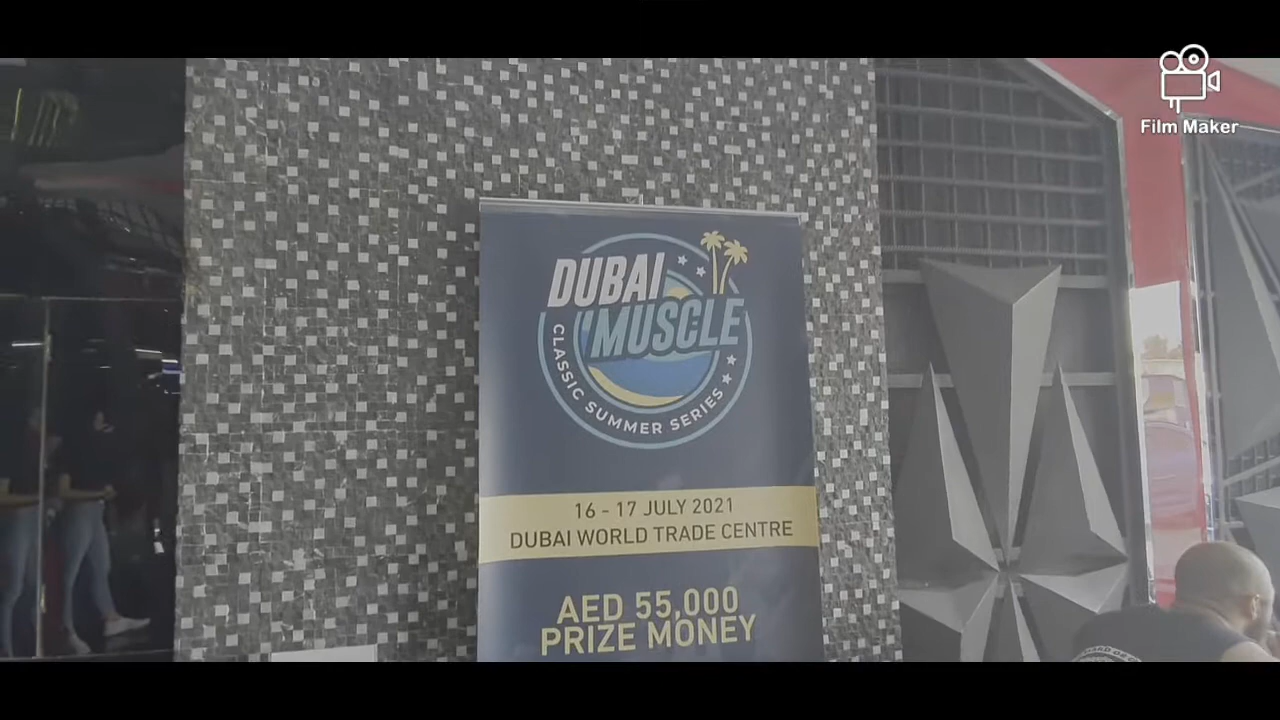 Film Maker
DUBAI
MUSCLE
CLASSIC SUMMER SERIES
16 - 17 JULY 2021
DUBAI WORLD TRADE CENTRE
AED 55,000
PRIZE MONEY